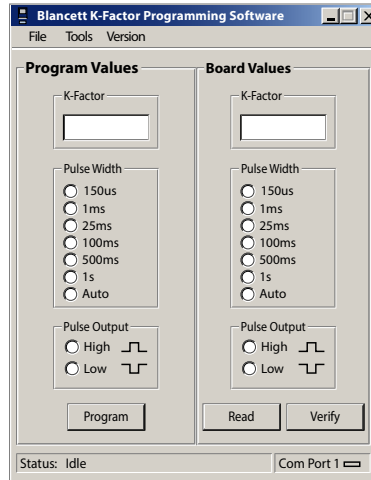 Blancett K-Factor Programming Software
File Tools Version
Program Values
K-Factor
Pulse Width
150us
1ms
25ms
100ms
500ms
1s
Auto
Pulse Output
High
Low
Program
Board Values
K-Factor
Pulse Width
150us
1ms
25ms
100ms
500ms
1s
Auto
Pulse Output
High
Low
Read Verify
Status: Idle Com Port 1